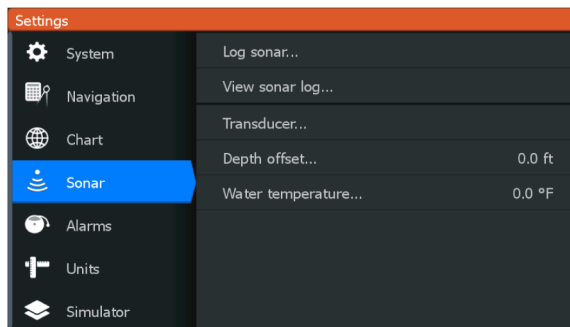 Settings
System
Navigation
Chart
Sonar
Alarms
Units
Simulator
Log sonar...
View sonar log...
Transducer...
Depth offset... 0.0 ft
Water temperature... 0.0 °F